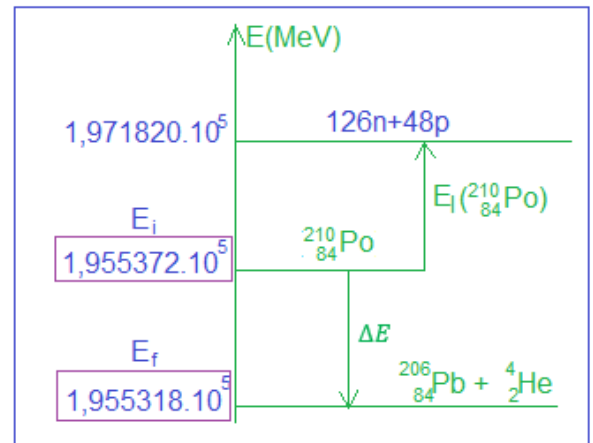 E(MeV)
1,971820.10⁵ 126n+48p
E_l(²¹⁰₈₄Po)
E_i
²¹⁰₈₄Po
1,955372.10⁵
ΔE
E_f
²⁰⁶₈₄Pb + ⁴₂He
1,955318.10⁵